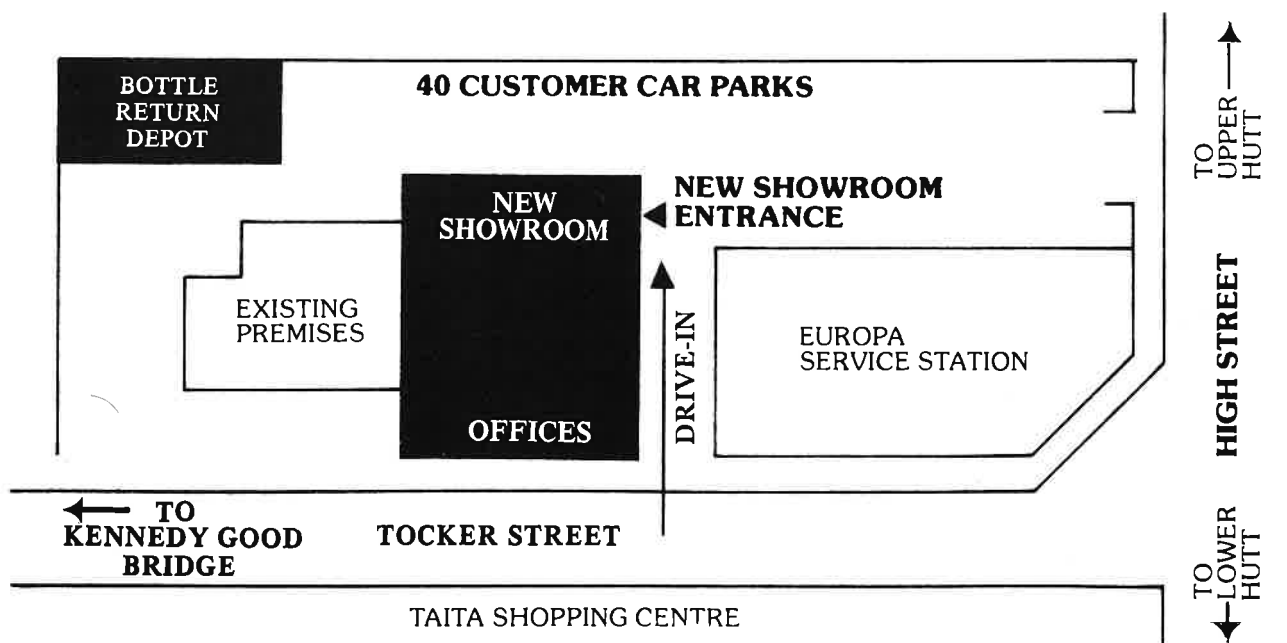 BOTTLE
RETURN
DEPOT
40 CUSTOMER CAR PARKS
TO
UPPER
HUTT
NEW
SHOWROOM
NEW SHOWROOM
ENTRANCE
EXISTING
PREMISES
DRIVE-IN
EUROPA
SERVICE STATION
HIGH STREET
OFFICES
TO
KENNEDY GOOD
BRIDGE
TOCKER STREET
TO
LOWER
HUTT
TAITA SHOPPING CENTRE